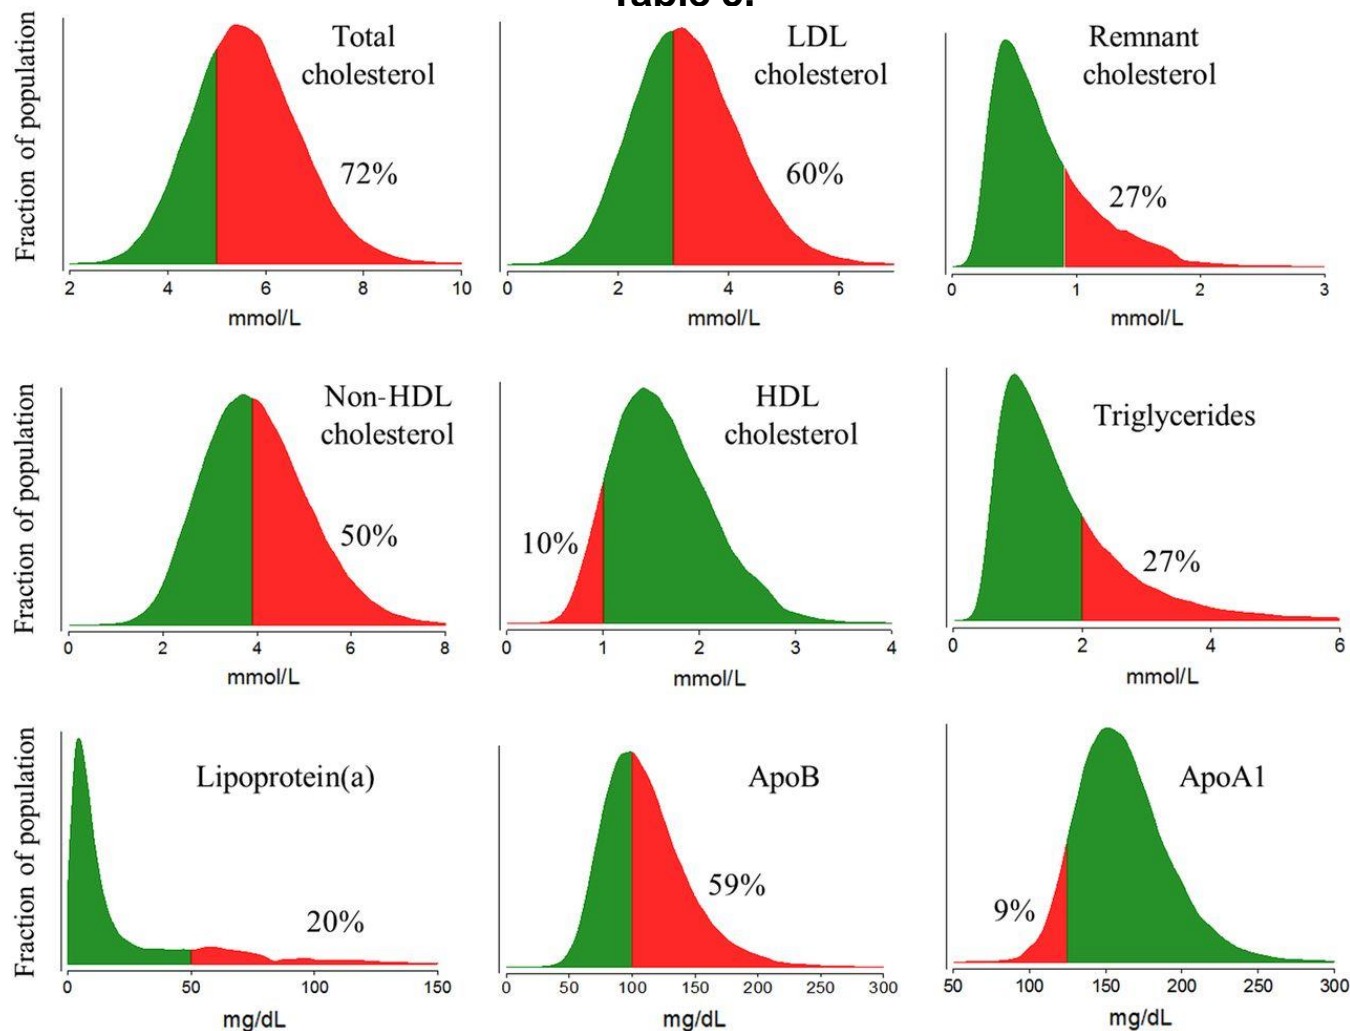 Table 3.
Fraction of population
Total
cholesterol
72%
2 4 6 8 10
mmol/L
LDL
cholesterol
60%
0 2 4 6
mmol/L
Remnant
cholesterol
27%
0 1 2 3
mmol/L
Fraction of population
Non-HDL
cholesterol
50%
0 2 4 6 8
mmol/L
HDL
cholesterol
10%
0 1 2 3 4
mmol/L
Triglycerides
27%
0 2 4 6
mmol/L
Fraction of population
Lipoprotein(a)
20%
0 50 100 150
mg/dL
ApoB
59%
0 50 100 150 200 250 300
mg/dL
ApoA1
9%
50 100 150 200 250 300
mg/dL